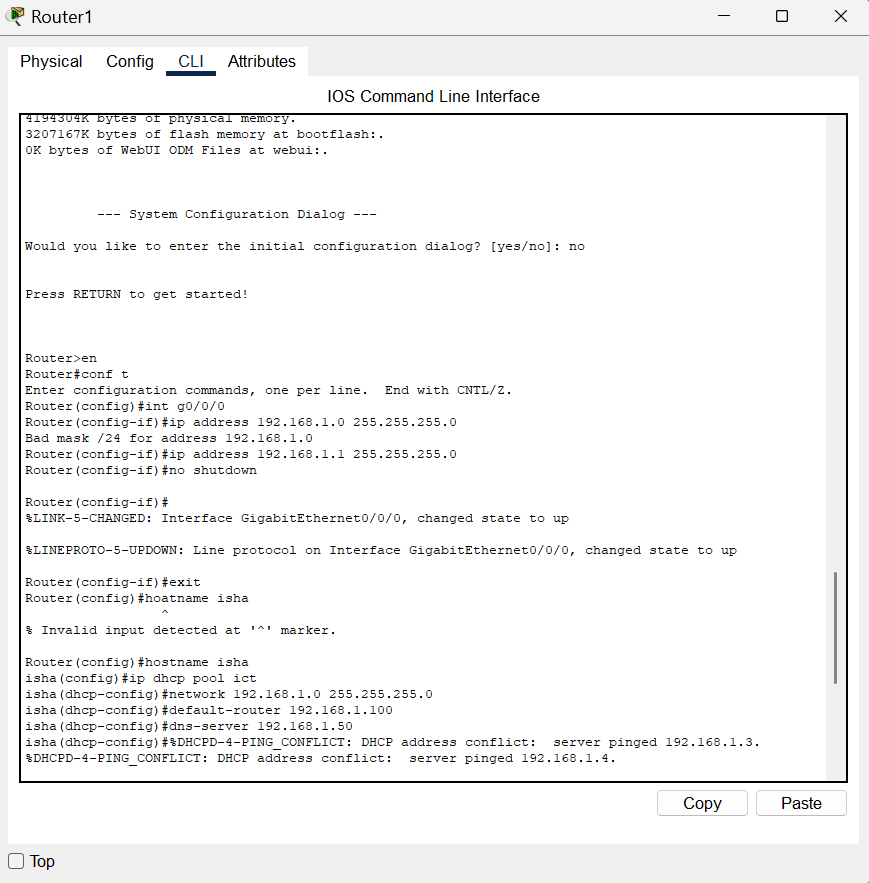 Router1
Physical Config CLI Attributes
IOS Command Line Interface
4194304K bytes of physical memory.
3207167K bytes of flash memory at bootflash:.
0K bytes of WebUI ODM Files at webui:.
--- System Configuration Dialog ---
Would you like to enter the initial configuration dialog? [yes/no]: no
Press RETURN to get started!
Router>en
Router#conf t
Enter configuration commands, one per line.  End with CNTL/Z.
Router(config)#int g0/0/0
Router(config-if)#ip address 192.168.1.0 255.255.255.0
Bad mask /24 for address 192.168.1.0
Router(config-if)#ip address 192.168.1.1 255.255.255.0
Router(config-if)#no shutdown
Router(config-if)#
%LINK-5-CHANGED: Interface GigabitEthernet0/0/0, changed state to up
%LINEPROTO-5-UPDOWN: Line protocol on Interface GigabitEthernet0/0/0, changed state to up
Router(config-if)#exit
Router(config)#hoatname isha
^
% Invalid input detected at '^' marker.
Router(config)#hostname isha
isha(config)#ip dhcp pool ict
isha(dhcp-config)#network 192.168.1.0 255.255.255.0
isha(dhcp-config)#default-router 192.168.1.100
isha(dhcp-config)#dns-server 192.168.1.50
isha(dhcp-config)#%DHCPD-4-PING_CONFLICT: DHCP address conflict:  server pinged 192.168.1.3.
%DHCPD-4-PING_CONFLICT: DHCP address conflict:  server pinged 192.168.1.4.
Copy Paste
Top